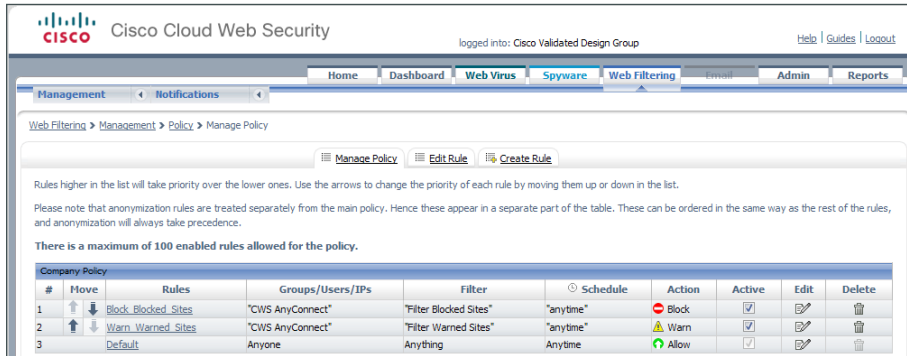 CISCO
Cisco Cloud Web Security
logged into: Cisco Validated Design Group
Help | Guides | Logout
Home Dashboard Web Virus Spyware Web Filtering Email Admin Reports
Management Notifications
Web Filtering > Management > Policy > Manage Policy
Manage Policy Edit Rule Create Rule
Rules higher in the list will take priority over the lower ones. Use the arrows to change the priority of each rule by moving them up or down in the list.
Please note that anonymization rules are treated separately from the main policy. Hence these appear in a separate part of the table. These can be ordered in the same way as the rest of the rules,
and anonymization will always take precedence.
There is a maximum of 100 enabled rules allowed for the policy.
Company Policy
# Move Rules Groups/Users/IPs Filter Schedule Action Active Edit Delete
1 Block_Blocked_Sites "CWS AnyConnect" "Filter Blocked Sites" "anytime" Block
2 Warn_Warned_Sites "CWS AnyConnect" "Filter Warned Sites" "anytime" Warn
3 Default Anyone Anything Anytime Allow